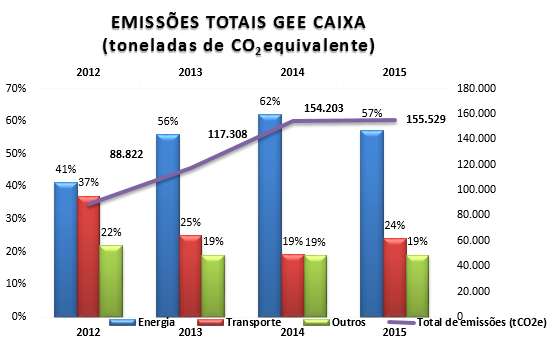 EMISSÕES TOTAIS GEE CAIXA
(toneladas de CO2equivalente)
2012 2013 2014 2015
70% 180.000
60% 160.000
50% 140.000
40% 120.000
30% 100.000
20% 80.000
10% 60.000
0% 40.000
20.000
0
41% 37% 22%
56% 25% 19%
62% 19% 19%
57% 24% 19%
88.822 117.308 154.203 155.529
Energia Transporte Outros Total de emissões (tCO2e)
2012 2013 2014 2015